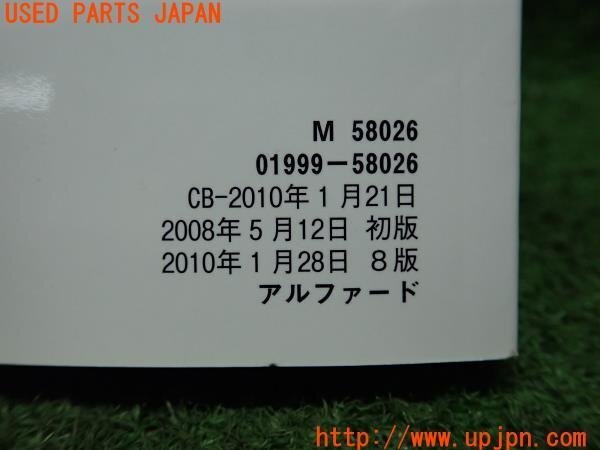 USED PARTS JAPAN
M 58026
01999-58026
CB-2010年1月21日
2008年5月12日 初版
2010年1月28日 8版
アルファード
http://www.upjpn.com